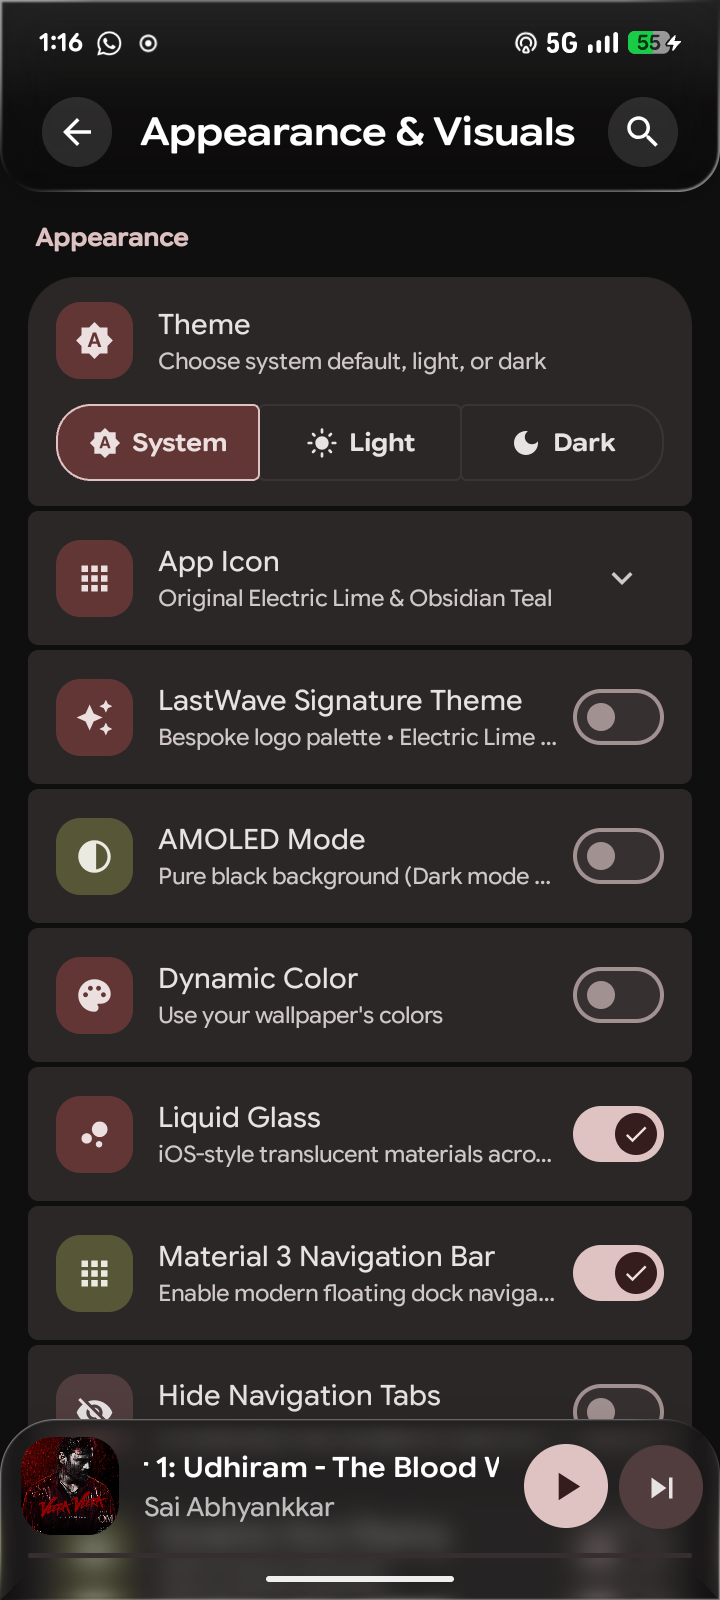 1:16
5G
55
Appearance & Visuals
Appearance
Theme
Choose system default, light, or dark
System
Light
Dark
App Icon
Original Electric Lime & Obsidian Teal
LastWave Signature Theme
Bespoke logo palette • Electric Lime ...
AMOLED Mode
Pure black background (Dark mode ...
Dynamic Color
Use your wallpaper's colors
Liquid Glass
iOS-style translucent materials acro...
Material 3 Navigation Bar
Enable modern floating dock naviga...
Hide Navigation Tabs
1: Udhiram - The Blood
Sai Abhyankkar